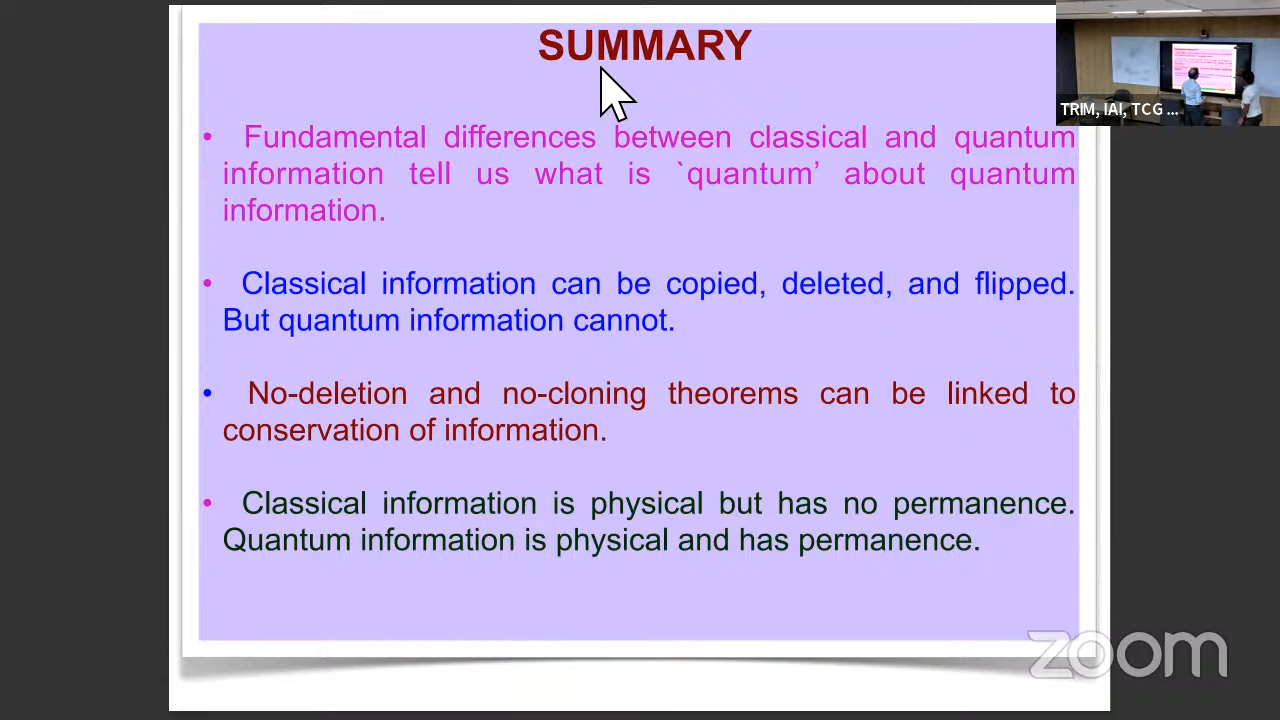 SUMMARY
• Fundamental differences between classical and quantum
information tell us what is `quantum’ about quantum
information.
• Classical information can be copied, deleted, and flipped.
But quantum information cannot.
• No-deletion and no-cloning theorems can be linked to
conservation of information.
• Classical information is physical but has no permanence.
Quantum information is physical and has permanence.
TRIM, IAI, TCG ...
zoom